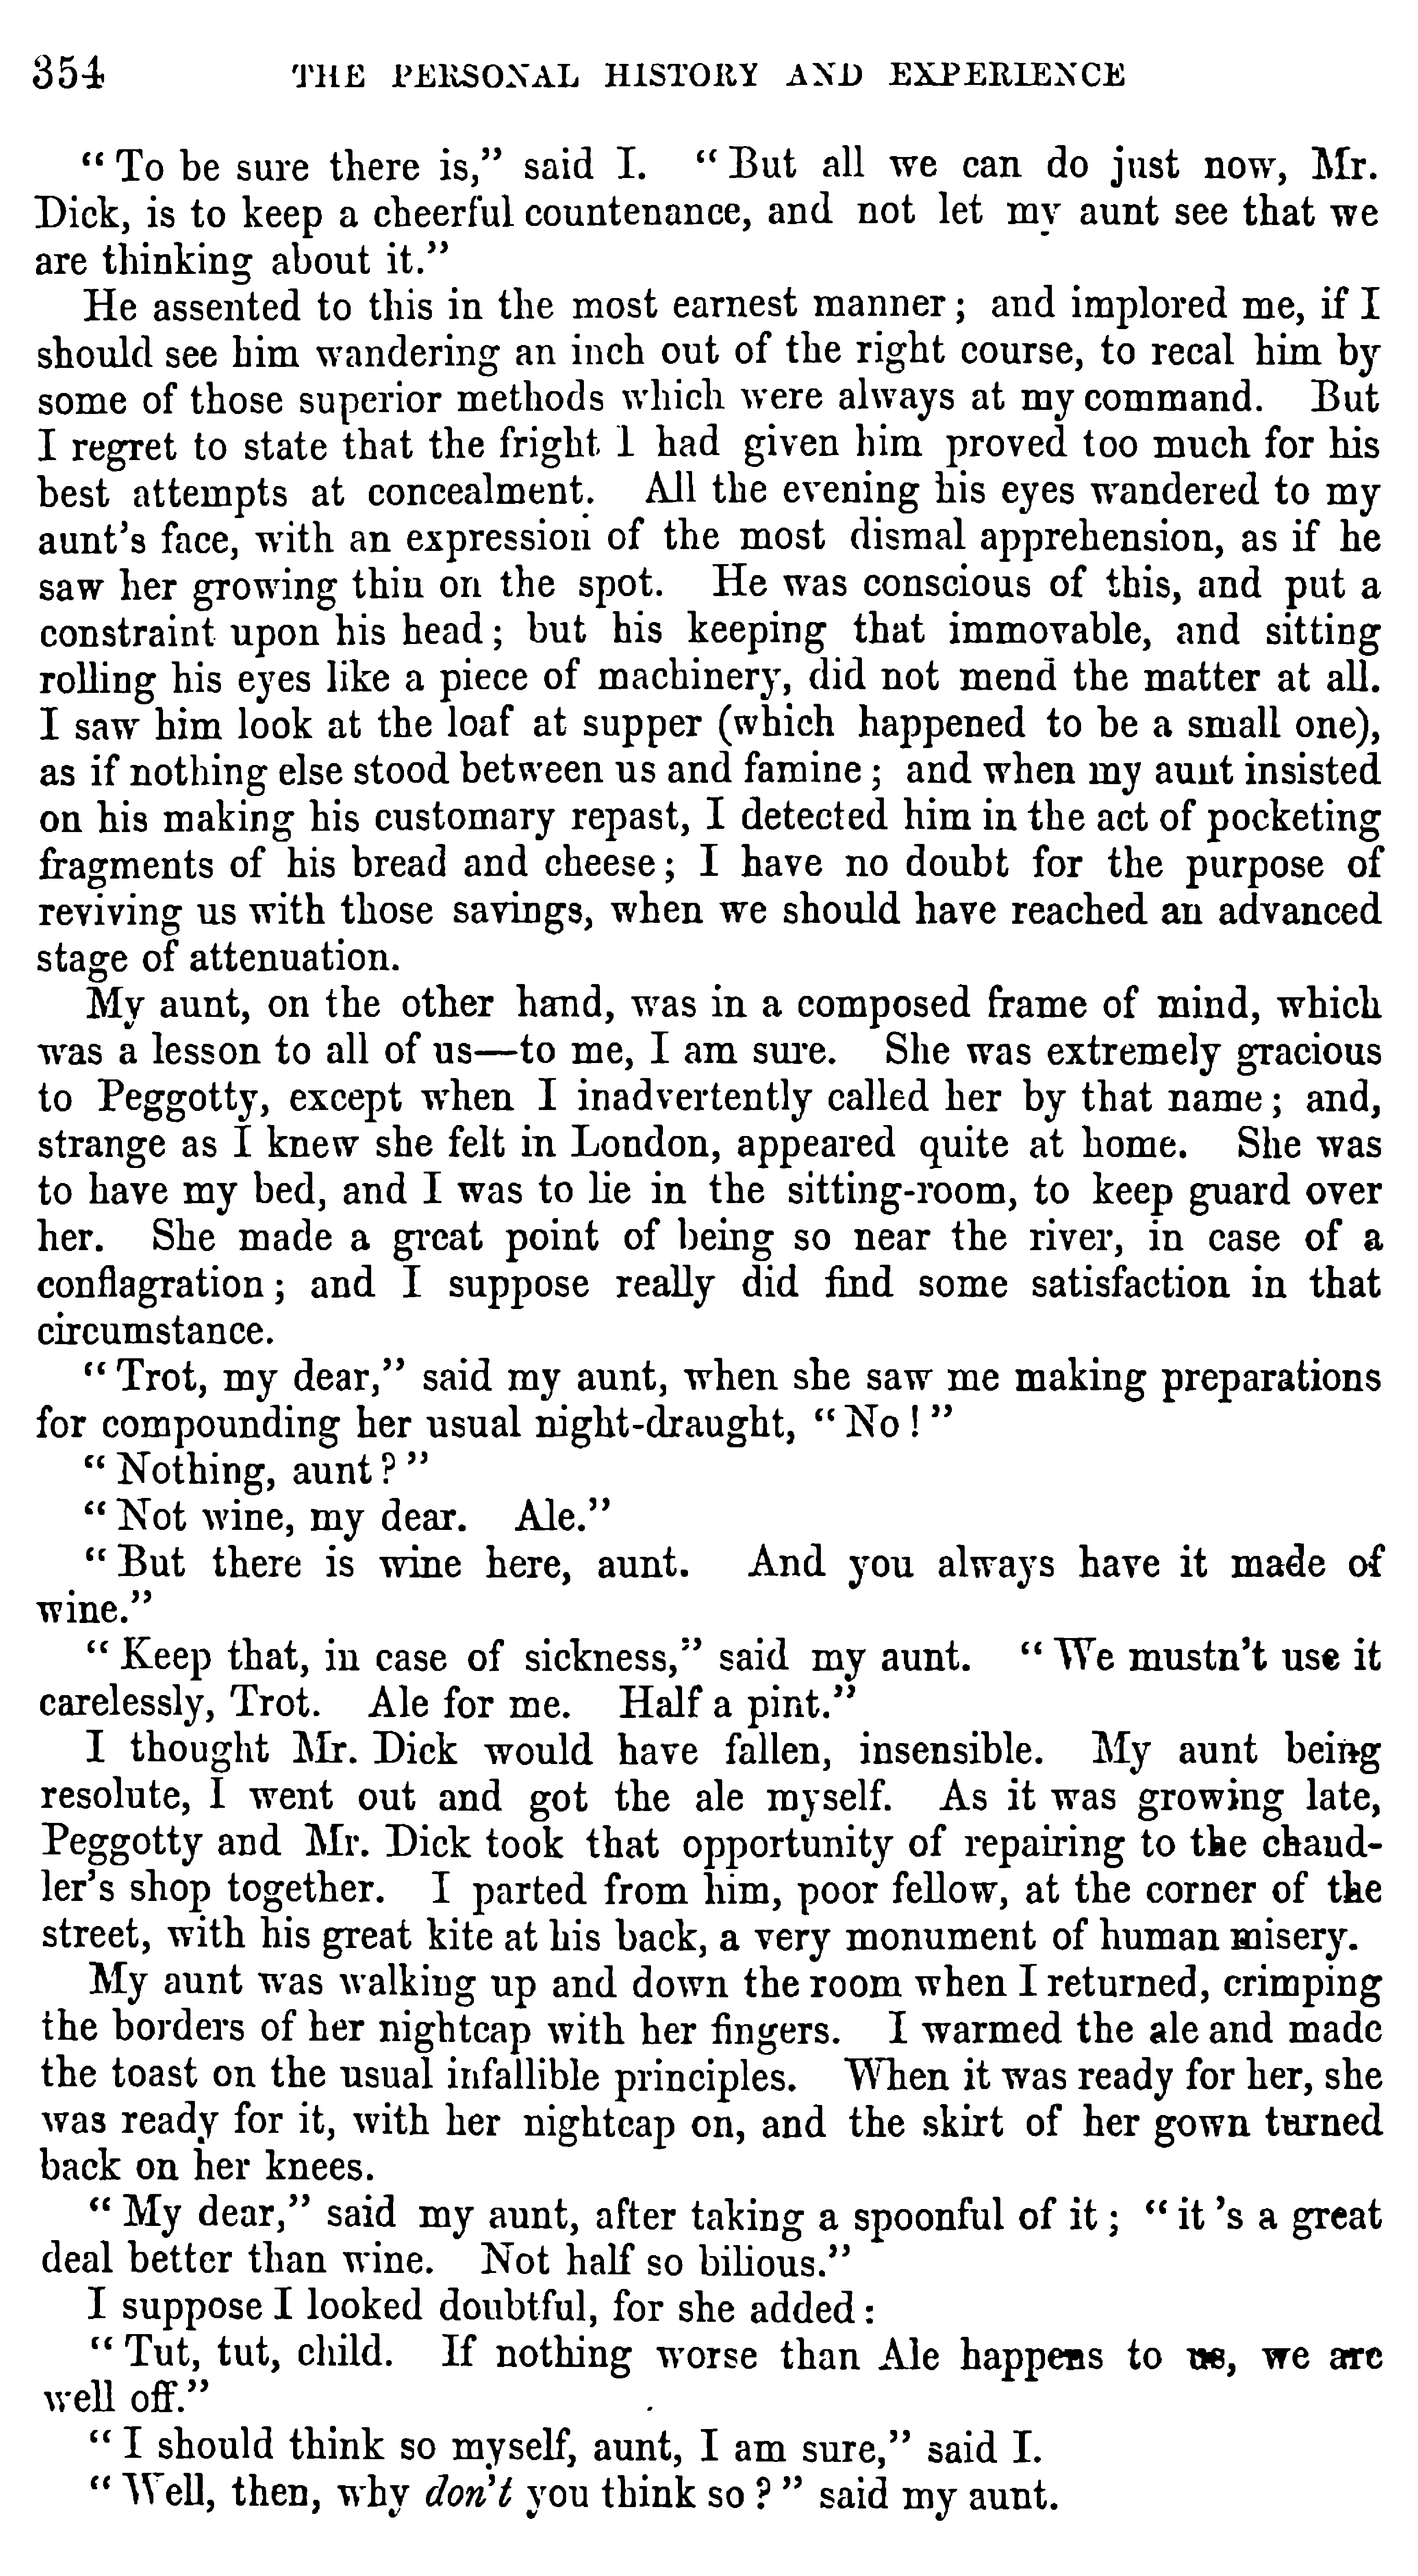 354 THE PERSONAL HISTORY AND EXPERIENCE
“To be sure there is,” said I. “But all we can do just now, Mr.
Dick, is to keep a cheerful countenance, and not let my aunt see that we
are thinking about it.”
He assented to this in the most earnest manner; and implored me, if I
should see him wandering an inch out of the right course, to recal him by
some of those superior methods which were always at my command. But
I regret to state that the fright I had given him proved too much for his
best attempts at concealment. All the evening his eyes wandered to my
aunt’s face, with an expression of the most dismal apprehension, as if he
saw her growing thin on the spot. He was conscious of this, and put a
constraint upon his head; but his keeping that immovable, and sitting
rolling his eyes like a piece of machinery, did not mend the matter at all.
I saw him look at the loaf at supper (which happened to be a small one),
as if nothing else stood between us and famine; and when my aunt insisted
on his making his customary repast, I detected him in the act of pocketing
fragments of his bread and cheese; I have no doubt for the purpose of
reviving us with those savings, when we should have reached an advanced
stage of attenuation.
My aunt, on the other hand, was in a composed frame of mind, which
was a lesson to all of us—to me, I am sure. She was extremely gracious
to Peggotty, except when I inadvertently called her by that name; and,
strange as I knew she felt in London, appeared quite at home. She was
to have my bed, and I was to lie in the sitting-room, to keep guard over
her. She made a great point of being so near the river, in case of a
conflagration; and I suppose really did find some satisfaction in that
circumstance.
“Trot, my dear,” said my aunt, when she saw me making preparations
for compounding her usual night-draught, “No!”
“Nothing, aunt?”
“Not wine, my dear. Ale.”
“But there is wine here, aunt. And you always have it made of
wine.”
“Keep that, in case of sickness,” said my aunt. “We mustn’t use it
carelessly, Trot. Ale for me. Half a pint.”
I thought Mr. Dick would have fallen, insensible. My aunt being
resolute, I went out and got the ale myself. As it was growing late,
Peggotty and Mr. Dick took that opportunity of repairing to the chand-
ler’s shop together. I parted from him, poor fellow, at the corner of the
street, with his great kite at his back, a very monument of human misery.
My aunt was walking up and down the room when I returned, crimping
the borders of her nightcap with her fingers. I warmed the ale and made
the toast on the usual infallible principles. When it was ready for her, she
was ready for it, with her nightcap on, and the skirt of her gown turned
back on her knees.
“My dear,” said my aunt, after taking a spoonful of it; “it ’s a great
deal better than wine. Not half so bilious.”
I suppose I looked doubtful, for she added:
“Tut, tut, child. If nothing worse than Ale happens to us, we are
well off.”
“I should think so myself, aunt, I am sure,” said I.
“Well, then, why don’t you think so?” said my aunt.